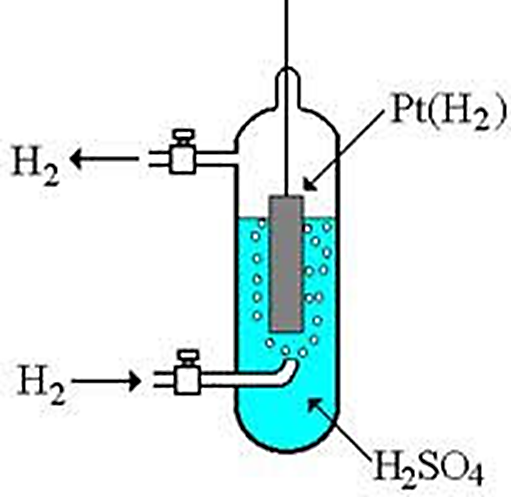 Pt(H₂)
H₂
H₂
H₂SO₄